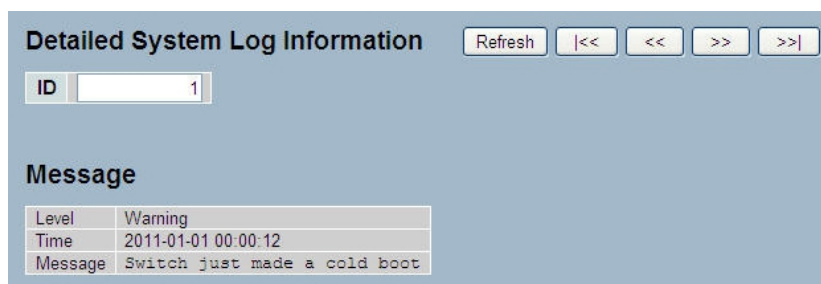 Detailed System Log Information Refresh |<< << >> >>|
ID 1
Message
Level Warning
Time 2011-01-01 00:00:12
Message Switch just made a cold boot